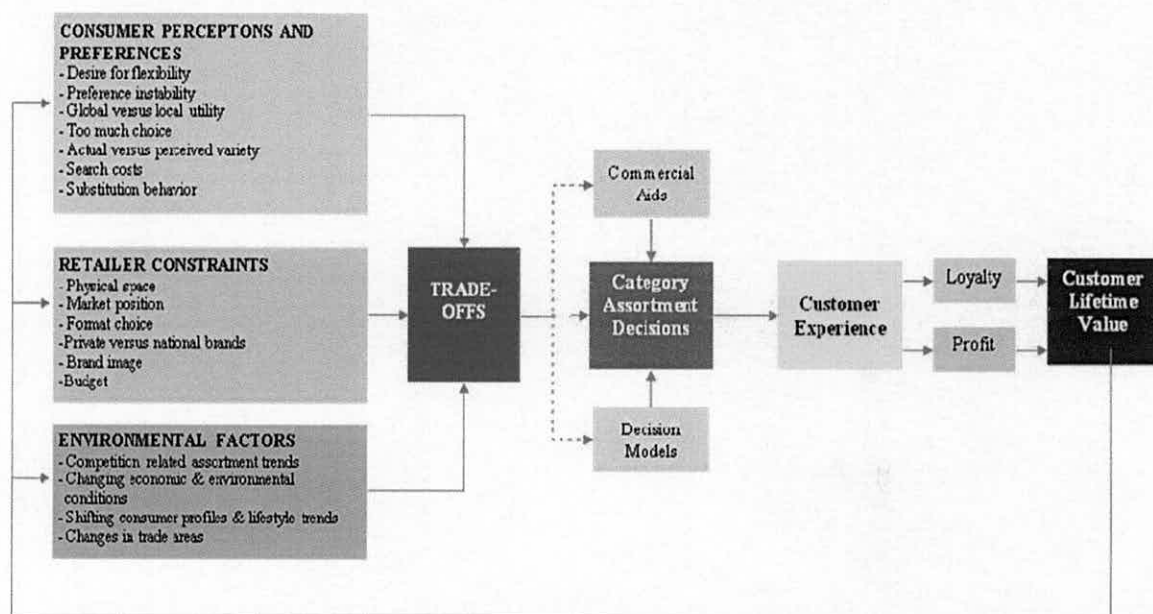 CONSUMER PERCEPTONS AND
PREFERENCES
- Desire for flexibility
- Preference instability
- Global versus local utility
- Too much choice
- Actual versus perceived variety
- Search costs
- Substitution behavior
RETAILER CONSTRAINTS
- Physical space
- Market position
- Format choice
- Private versus national brands
- Brand image
- Budget
ENVIRONMENTAL FACTORS
- Competition related assortment trends
- Changing economic & environmental
conditions
- Shifting consumer profiles & lifestyle trends
- Changes in trade areas
TRADE-
OFFS
Commercial
Aids
Category
Assortment
Decisions
Decision
Models
Customer
Experience
Loyalty
Profit
Customer
Lifetime
Value